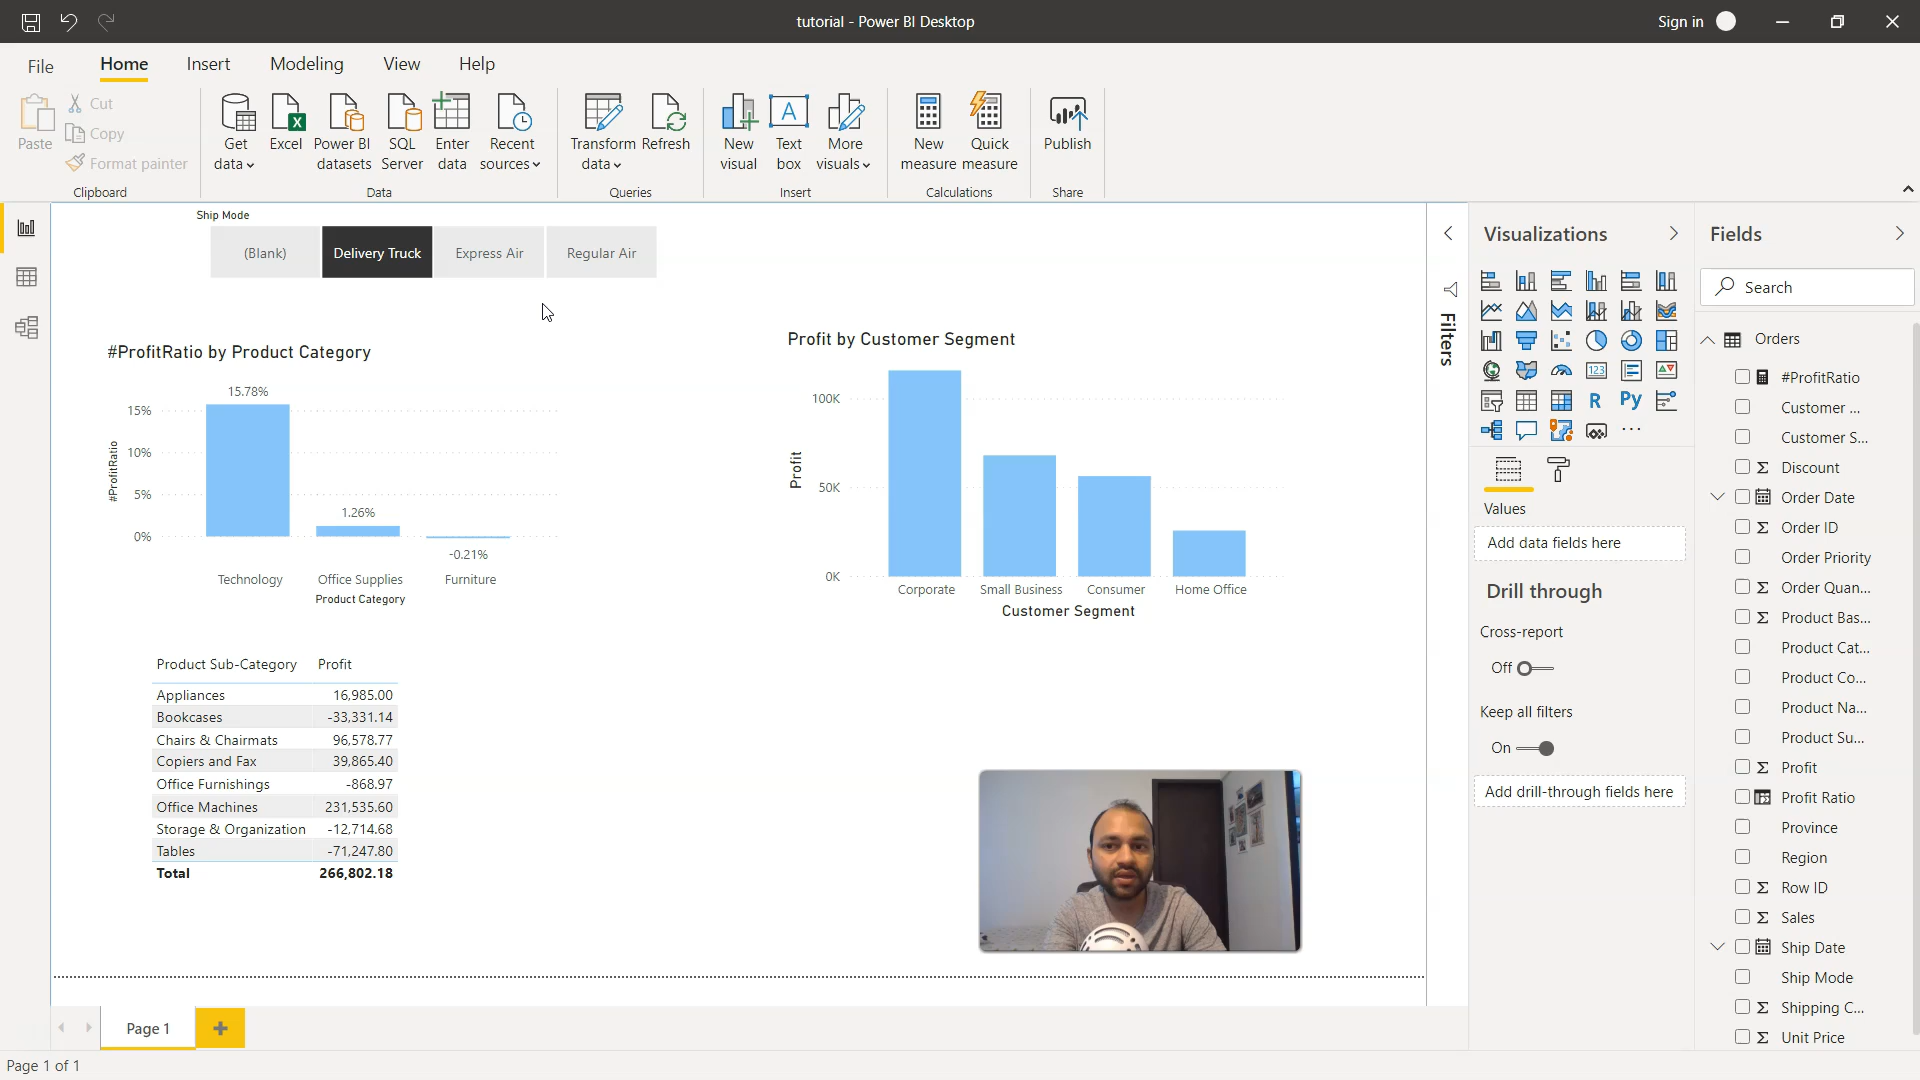 tutorial - Power BI Desktop
Sign in
File
Home
Insert
Modeling
View
Help
Paste
Cut
Copy
Format painter
Clipboard
Get data
Excel
Power BI datasets
SQL Server
Enter data
Recent sources
Data
Transform data
Refresh
Queries
New visual
Text box
More visuals
Insert
New measure
Quick measure
Calculations
Publish
Share
Ship Mode
(Blank)
Delivery Truck
Express Air
Regular Air
#ProfitRatio by Product Category
15.78%
15%
10%
5%
0%
1.26%
-0.21%
#ProfitRatio
Technology
Office Supplies
Furniture
Product Category
Profit by Customer Segment
100K
50K
0K
Profit
Corporate
Small Business
Consumer
Home Office
Customer Segment
Product Sub-Category Profit
Appliances 16,985.00
Bookcases -33,331.14
Chairs & Chairmats 96,578.77
Copiers and Fax 39,865.40
Office Furnishings -868.97
Office Machines 231,535.60
Storage & Organization -12,714.68
Tables -71,247.80
Total 266,802.18
Page 1
Page 1 of 1
Filters
Visualizations
123
R
Py
Values
Add data fields here
Drill through
Cross-report
Off
Keep all filters
On
Add drill-through fields here
Fields
Search
Orders
#ProfitRatio
Customer ...
Customer S...
Discount
Order Date
Order ID
Order Priority
Order Quan...
Product Bas...
Product Cat...
Product Co...
Product Na...
Product Su...
Profit
Profit Ratio
Province
Region
Row ID
Sales
Ship Date
Ship Mode
Shipping C...
Unit Price